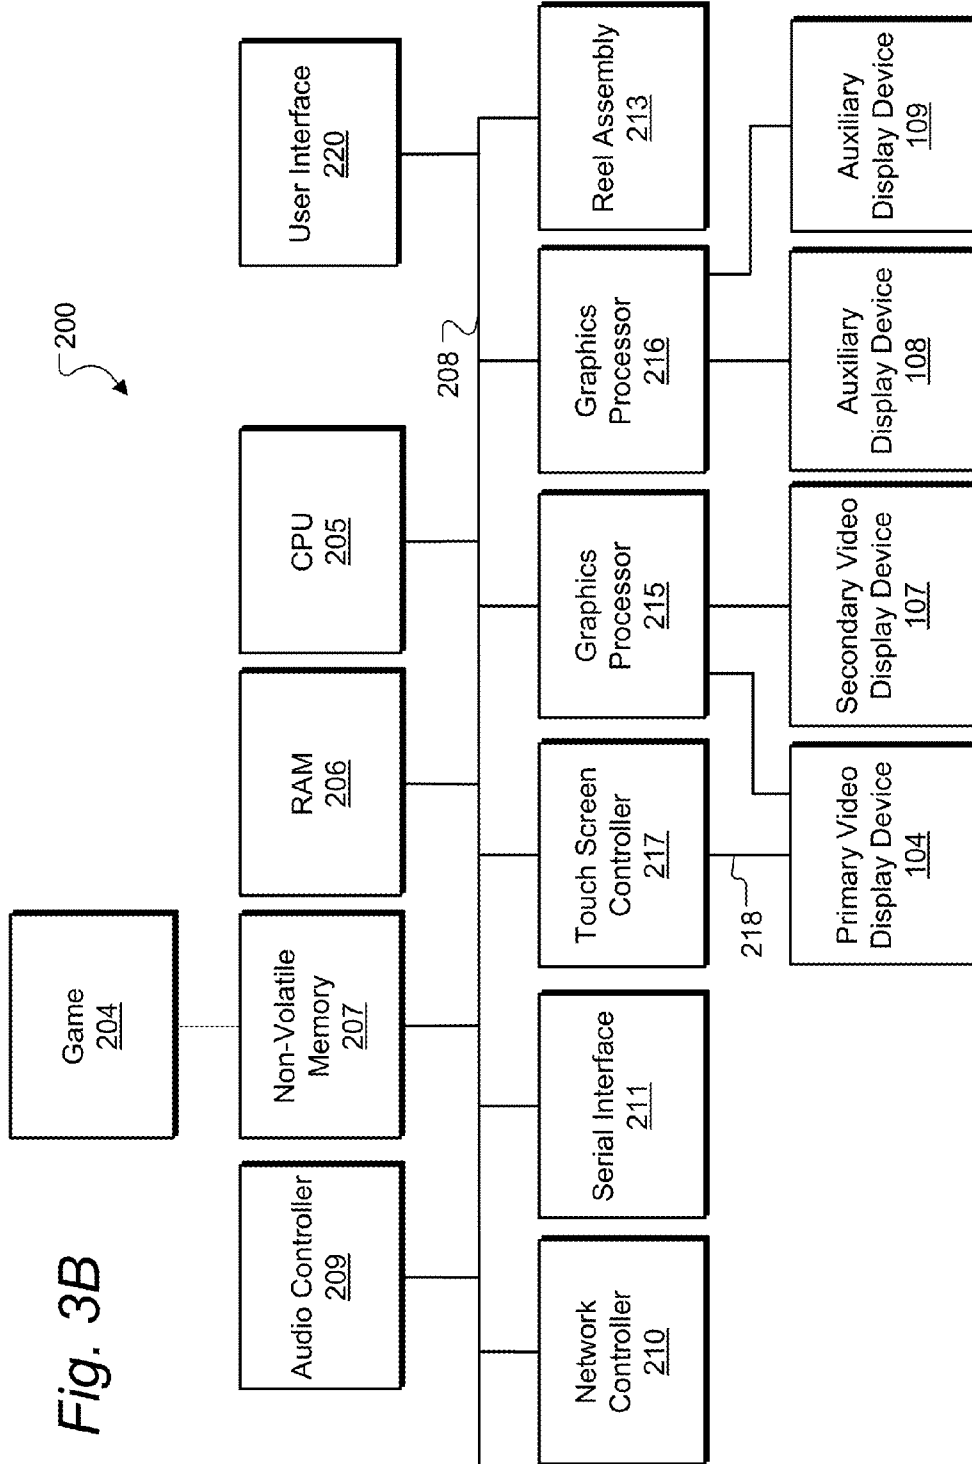 Fig. 3B
200
Game
204
Audio Controller
209
Non-Volatile
Memory
207
RAM
206
CPU
205
User Interface
220
208
Network
Controller
210
Serial Interface
211
Touch Screen
Controller
217
Graphics
Processor
215
Graphics
Processor
216
Reel Assembly
213
218
Primary Video
Display Device
104
Secondary Video
Display Device
107
Auxiliary
Display Device
108
Auxiliary
Display Device
109